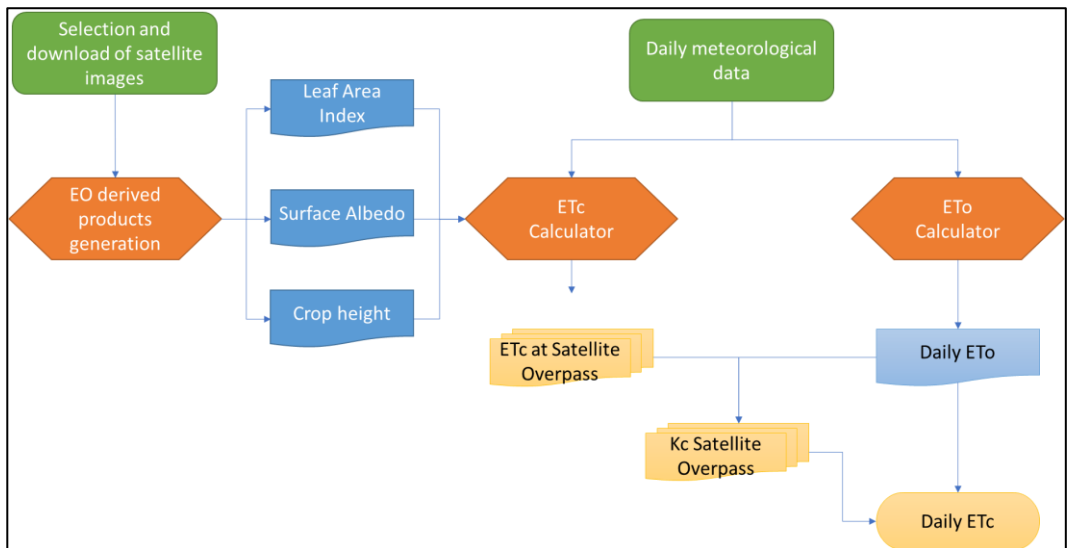 Selection and
download of satellite
images
Daily meteorological
data
Leaf Area
Index
EO derived
products
generation
Surface Albedo
ETc
Calculator
ETo
Calculator
Crop height
ETc at Satellite
Overpass
Daily ETo
Kc Satellite
Overpass
Daily ETc